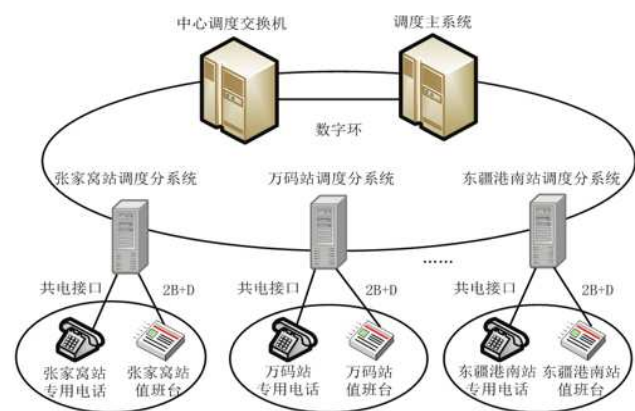 中心调度交换机
调度主系统
数字环
张家窝站调度分系统
万码站调度分系统
东疆港南站调度分系统
……
共电接口
2B+D
共电接口
2B+D
共电接口
2B+D
张家窝站
专用电话
张家窝站
值班台
万码站
专用电话
万码站
值班台
东疆港南站
专用电话
东疆港南站
值班台